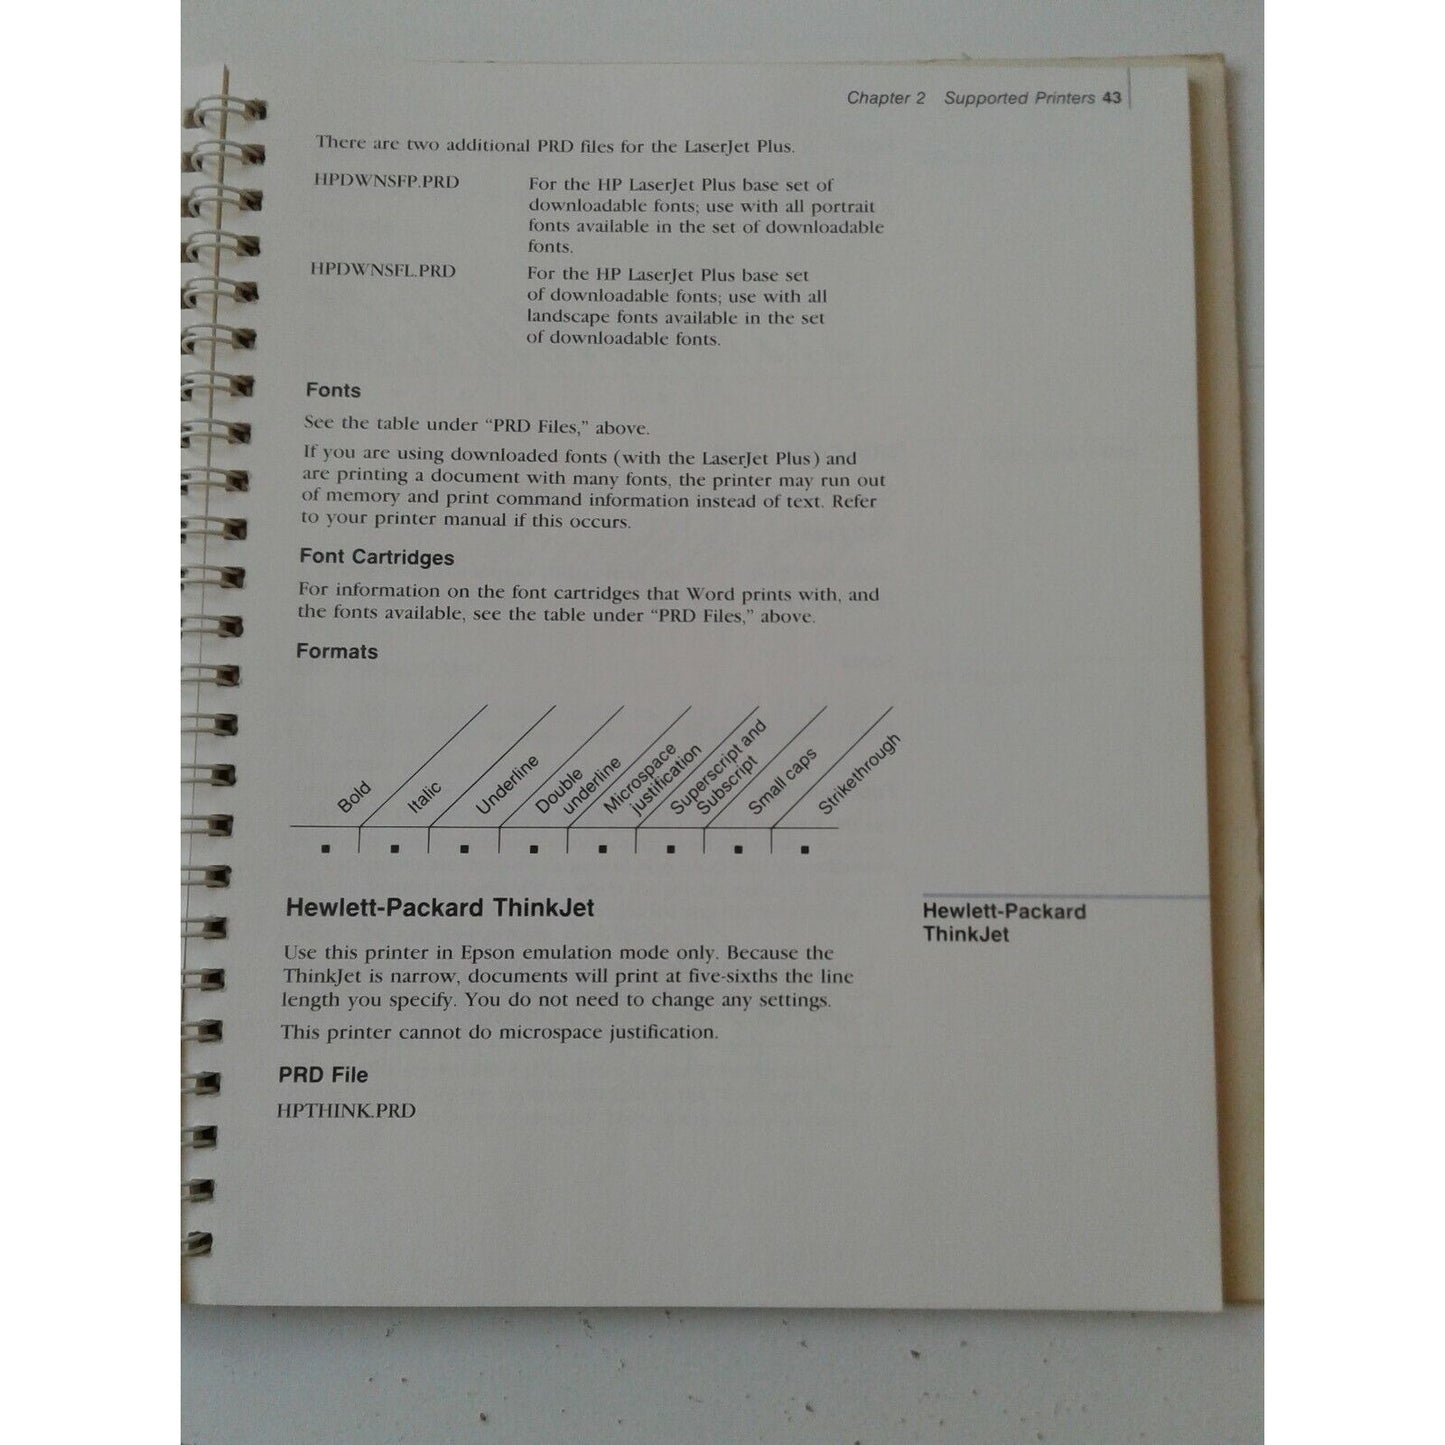 Chapter 2 Supported Printers 43
There are two additional PRD files for the LaserJet Plus.
HPDWNSFP.PRD
For the HP LaserJet Plus base set of
downloadable fonts; use with all portrait
fonts available in the set of downloadable
fonts.
HPDWNSFL.PRD
For the HP LaserJet Plus base set
of downloadable fonts; use with all
landscape fonts available in the set
of downloadable fonts.
Fonts
See the table under “PRD Files,” above.
If you are using downloaded fonts (with the LaserJet Plus) and
are printing a document with many fonts, the printer may run out
of memory and print command information instead of text. Refer
to your printer manual if this occurs.
Font Cartridges
For information on the font cartridges that Word prints with, and
the fonts available, see the table under “PRD Files,” above.
Formats
Bold
Italic
Underline
Double
underline
Microspace
justification
Superscript and
Subscript
Small caps
Strikethrough
Hewlett-Packard ThinkJet
Use this printer in Epson emulation mode only. Because the
ThinkJet is narrow, documents will print at five-sixths the line
length you specify. You do not need to change any settings.
This printer cannot do microspace justification.
PRD File
HPTHINK.PRD
Hewlett-Packard
ThinkJet